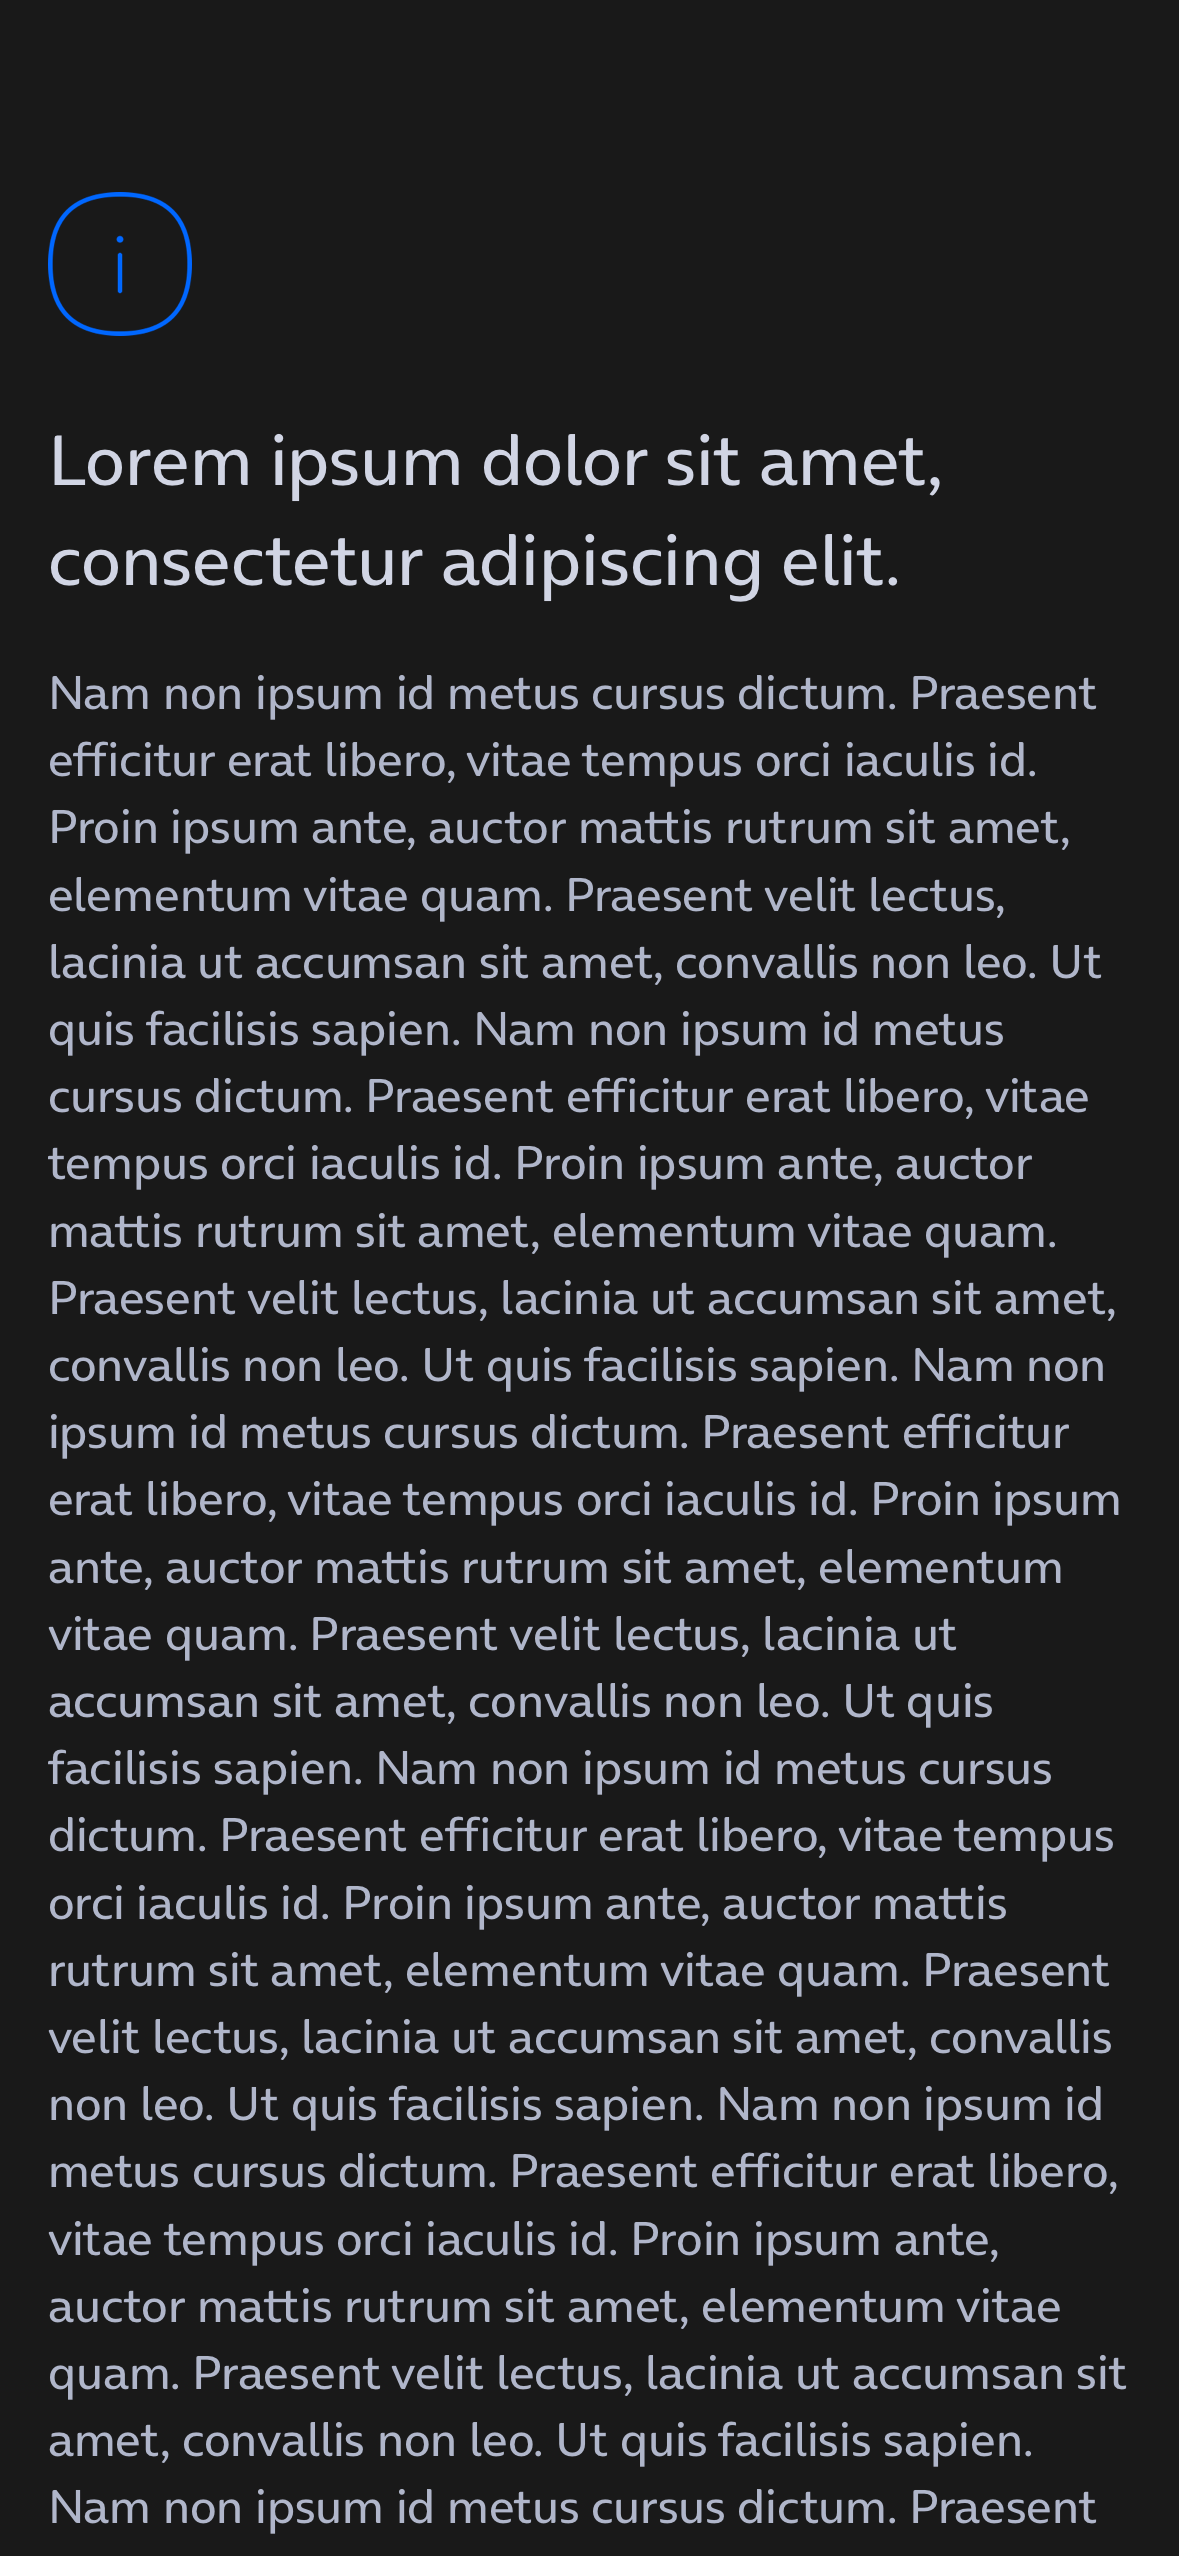 i
Lorem ipsum dolor sit amet,
consectetur adipiscing elit.
Nam non ipsum id metus cursus dictum. Praesent
efficitur erat libero, vitae tempus orci iaculis id.
Proin ipsum ante, auctor mattis rutrum sit amet,
elementum vitae quam. Praesent velit lectus,
lacinia ut accumsan sit amet, convallis non leo. Ut
quis facilisis sapien. Nam non ipsum id metus
cursus dictum. Praesent efficitur erat libero, vitae
tempus orci iaculis id. Proin ipsum ante, auctor
mattis rutrum sit amet, elementum vitae quam.
Praesent velit lectus, lacinia ut accumsan sit amet,
convallis non leo. Ut quis facilisis sapien. Nam non
ipsum id metus cursus dictum. Praesent efficitur
erat libero, vitae tempus orci iaculis id. Proin ipsum
ante, auctor mattis rutrum sit amet, elementum
vitae quam. Praesent velit lectus, lacinia ut
accumsan sit amet, convallis non leo. Ut quis
facilisis sapien. Nam non ipsum id metus cursus
dictum. Praesent efficitur erat libero, vitae tempus
orci iaculis id. Proin ipsum ante, auctor mattis
rutrum sit amet, elementum vitae quam. Praesent
velit lectus, lacinia ut accumsan sit amet, convallis
non leo. Ut quis facilisis sapien. Nam non ipsum id
metus cursus dictum. Praesent efficitur erat libero,
vitae tempus orci iaculis id. Proin ipsum ante,
auctor mattis rutrum sit amet, elementum vitae
quam. Praesent velit lectus, lacinia ut accumsan sit
amet, convallis non leo. Ut quis facilisis sapien.
Nam non ipsum id metus cursus dictum. Praesent